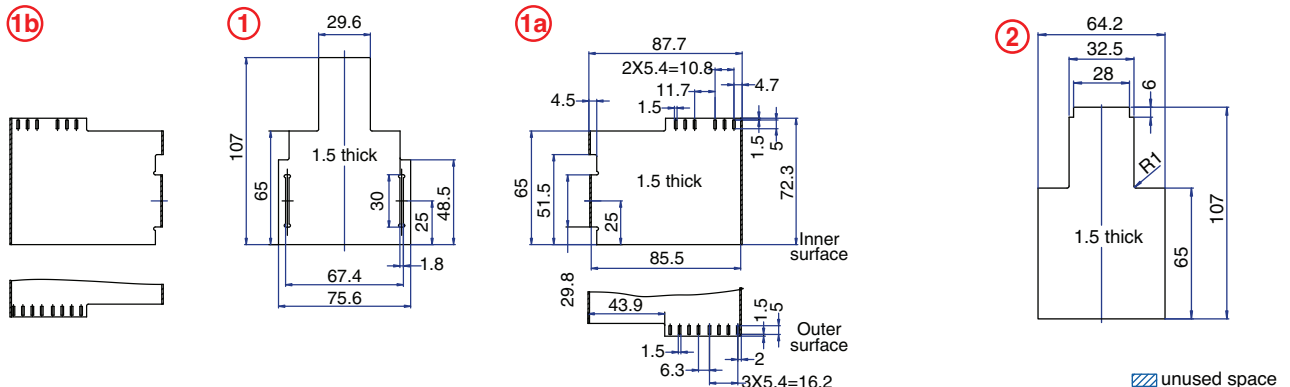 1b
1
29.6
107
65
1.5 thick
30
25
48.5
1.8
67.4
75.6
1a
87.7
2X5.4=10.8
4.7
11.7
4.5
1.5
1.5
5
65
51.5
1.5 thick
25
72.3
Inner
surface
85.5
29.8
43.9
1.5
5
Outer
surface
1.5
2
6.3
3X5.4=16.2
2
64.2
32.5
28
6
R1
107
1.5 thick
65
unused space